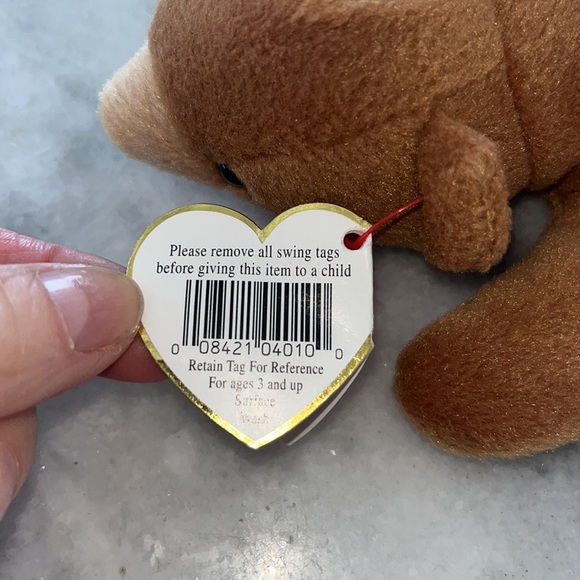 Please remove all swing tags
before giving this item to a child
0 08421 04010 0
Retain Tag For Reference
For ages 3 and up
Surface
Wash